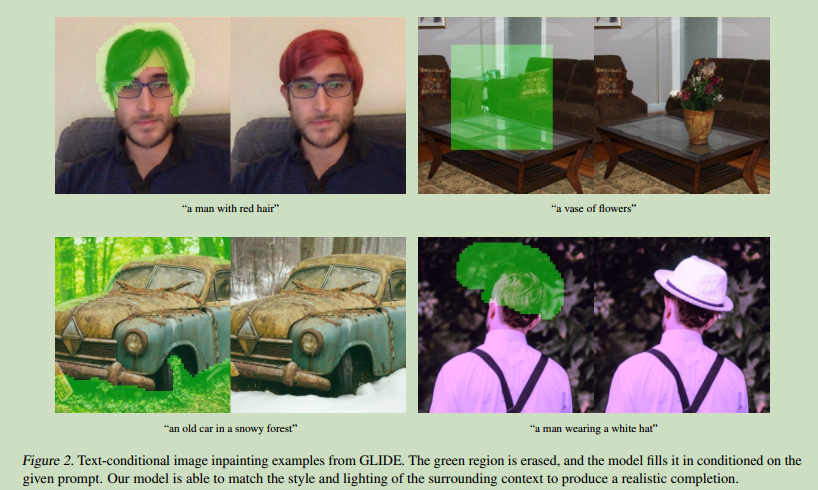 “a man with red hair”
“a vase of flowers”
“an old car in a snowy forest”
“a man wearing a white hat”
Figure 2. Text-conditional image inpainting examples from GLIDE. The green region is erased, and the model fills it in conditioned on the
given prompt. Our model is able to match the style and lighting of the surrounding context to produce a realistic completion.